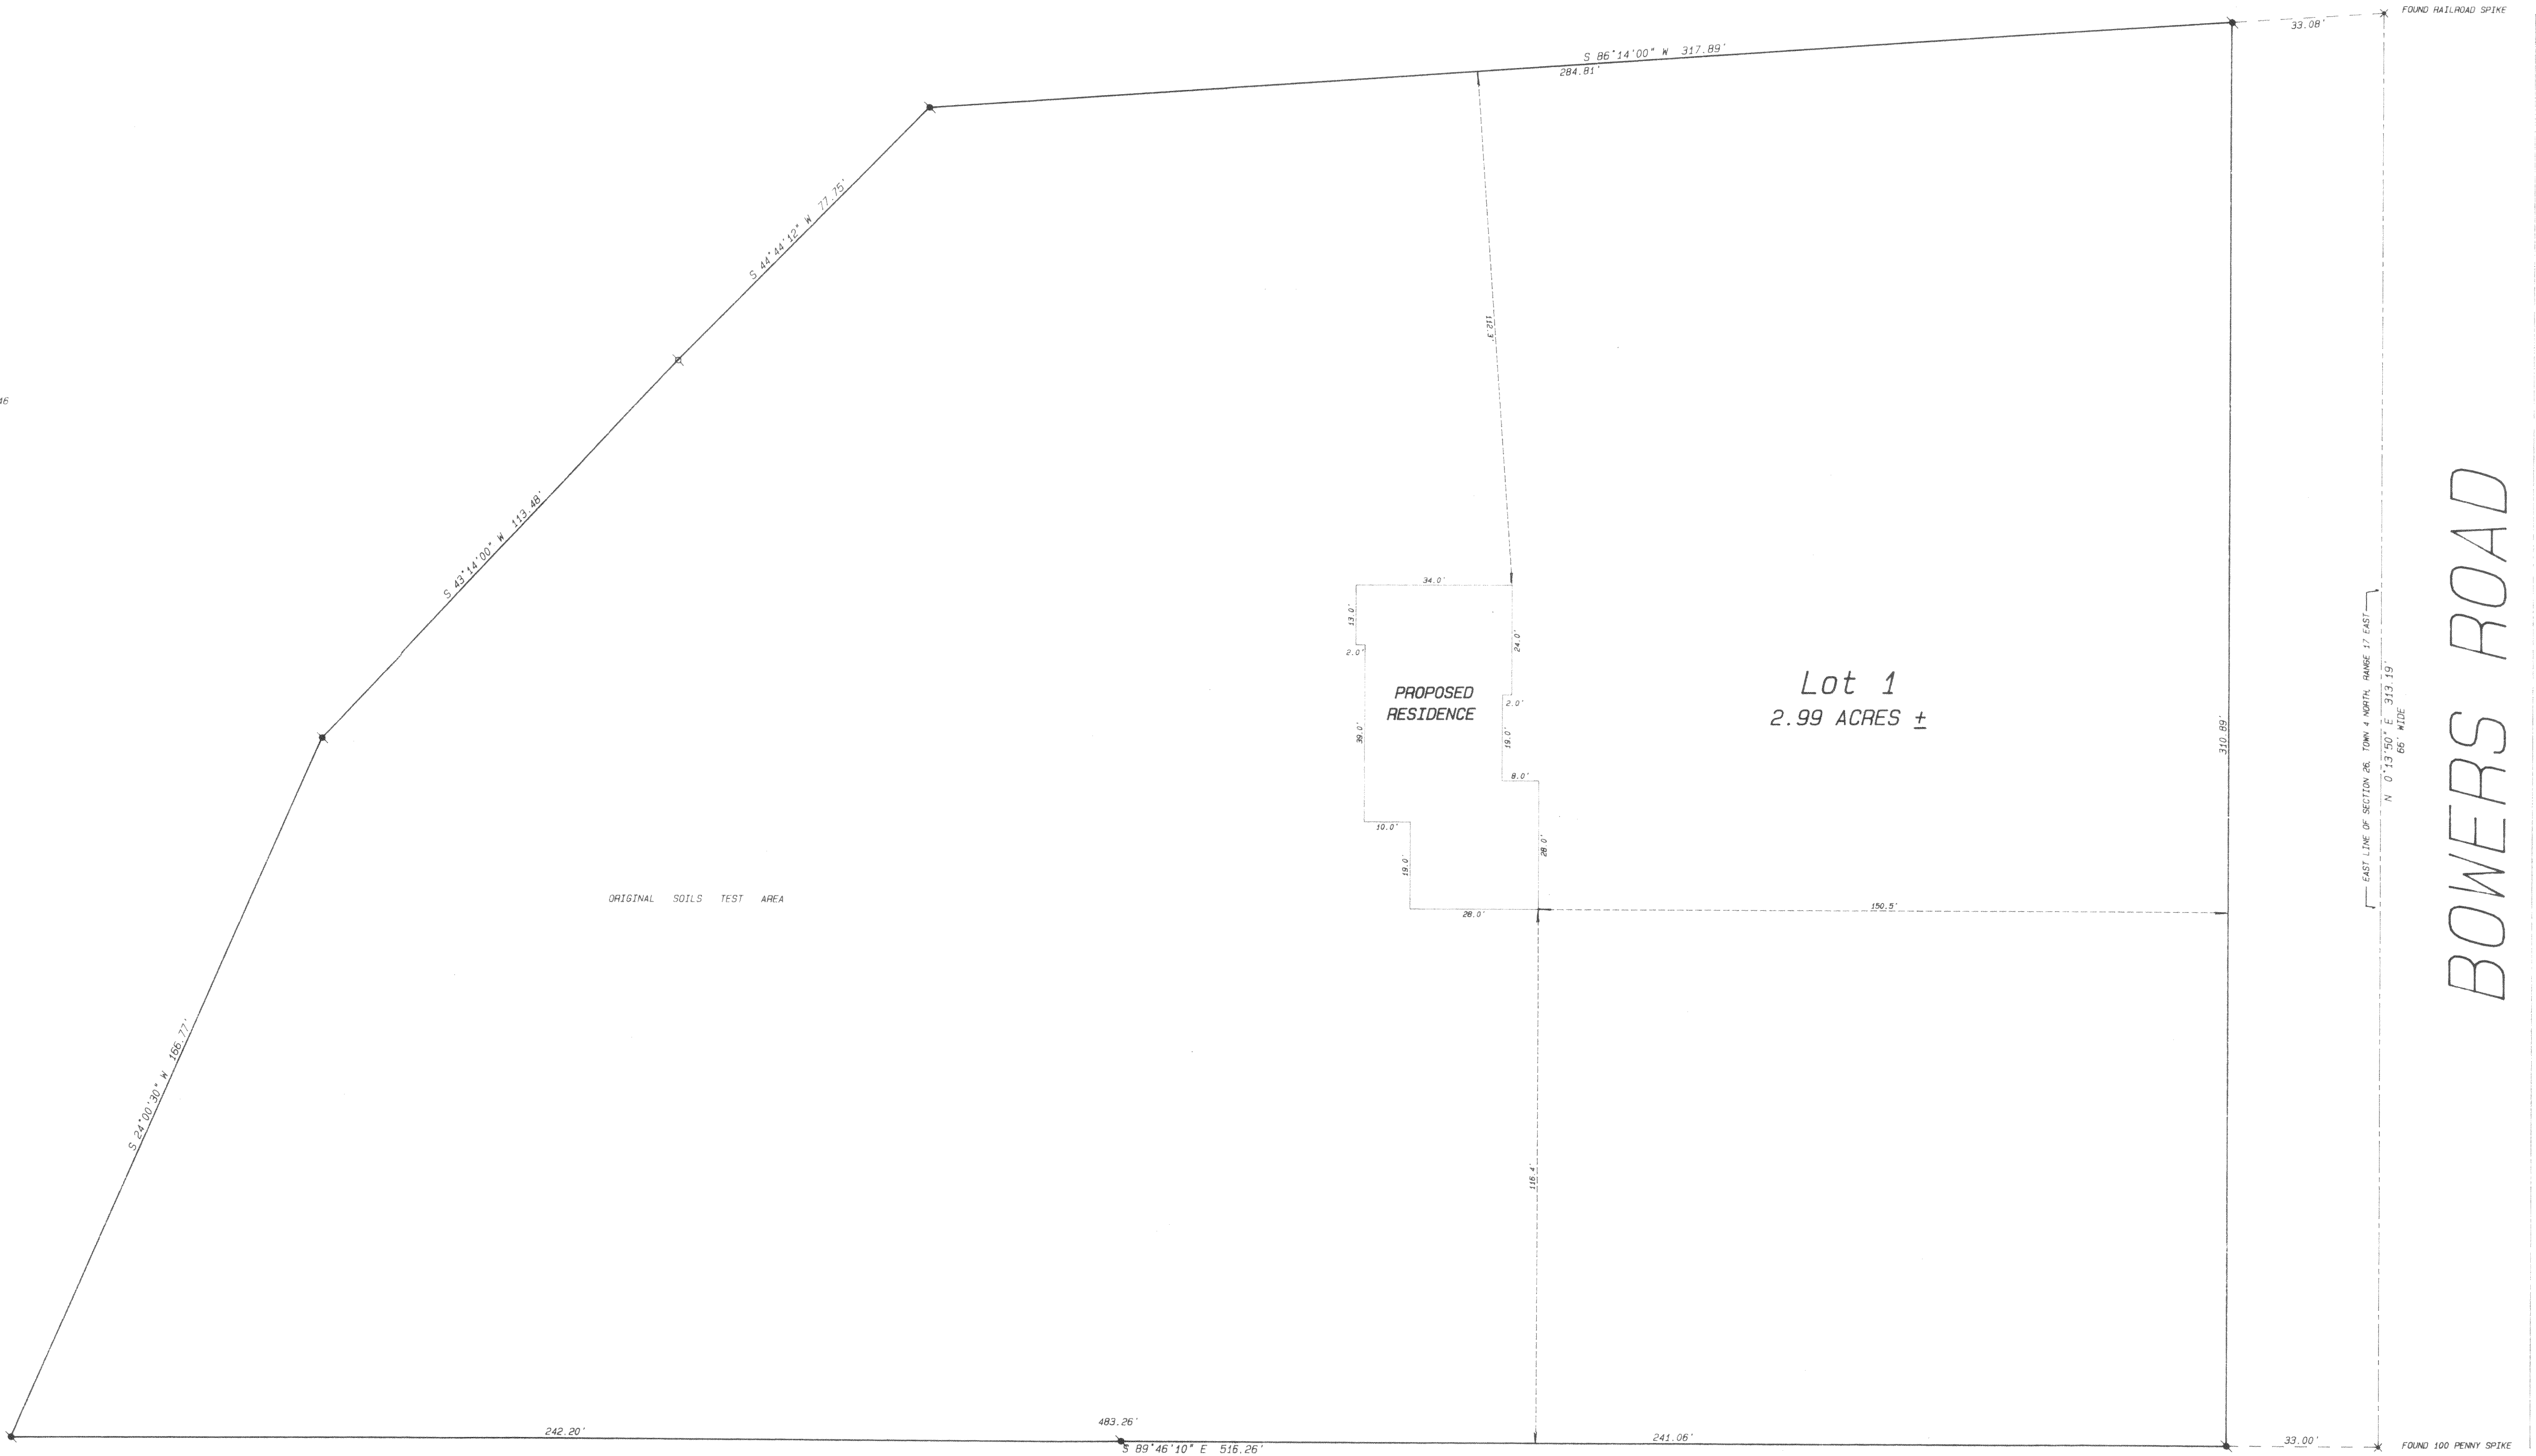 FOUND RAILROAD SPIKE
33.08'
S 86°14'00" W 317.89'
284.81'
S 44°44'12" W 77.75'
112.3'
46
S 43°14'00" W 113.48'
34.0'
13.0'
24.0'
2.0'
PROPOSED
RESIDENCE
2.0'
39.0'
19.0'
8.0'
10.0'
19.0'
28.0'
28.0'
Lot 1
2.99 ACRES ±
310.89'
EAST LINE OF SECTION 26, TOWN 4 NORTH, RANGE 17 EAST
N 0°13'50" E 313.19'
66' WIDE
BOWERS ROAD
ORIGINAL SOILS TEST AREA
150.5'
S 24°00'30" W 166.77'
116.4'
242.20'
483.26'
S 89°46'10" E 516.26'
241.06'
33.00'
FOUND 100 PENNY SPIKE